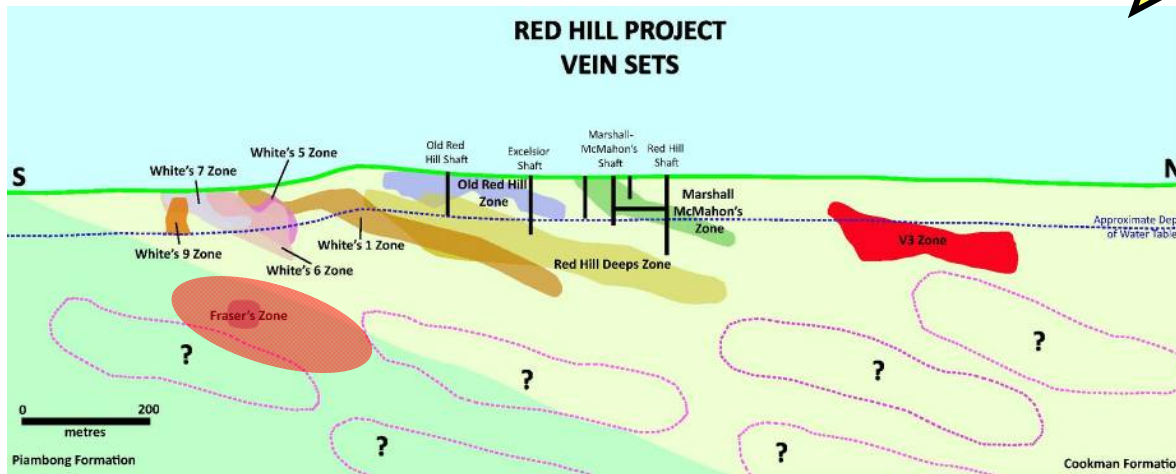 RED HILL PROJECT
VEIN SETS
S
White's 7 Zone
White's 5 Zone
Old Red
Hill Shaft
Excelsior
Shaft
Marshall-
McMahon's
Shaft
Red Hill
Shaft
Old Red Hill
Zone
Marshall
McMahon's
Zone
N
Approximate Dep
of Water Table
White's 9 Zone
White's 6 Zone
White's 1 Zone
Red Hill Deeps Zone
V3 Zone
Fraser's Zone
?
?
?
?
?
?
0 200
metres
Piambong Formation
Cookman Formatio